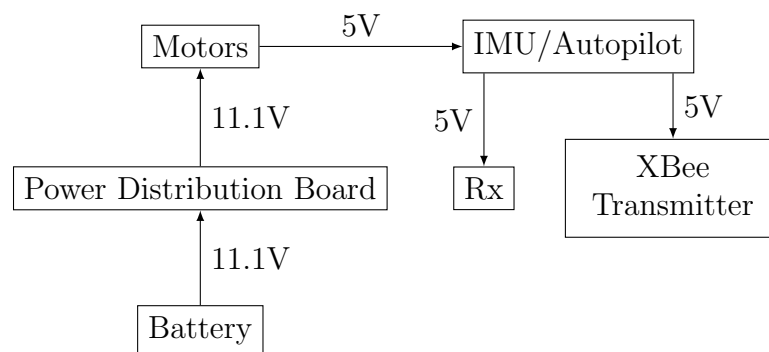 5V
Motors
IMU/Autopilot
11.1V
5V
5V
Power Distribution Board
Rx
XBee
Transmitter
11.1V
Battery